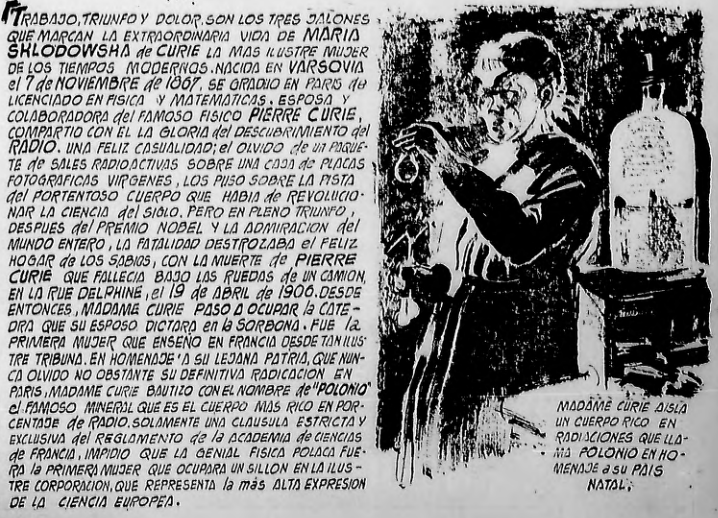 TRABAJO, TRIUNFO Y DOLOR, SON LOS TRES JALONES
QUE MARCAN LA EXTRAORDINARIA VIDA DE MARIA
SKLODOWSKA de CURIE LA MAS ILUSTRE MUJER
DE LOS TIEMPOS MODERNOS. NACIDA EN VARSOVIA
el 7 de NOVIEMBRE de 1867, SE GRADUO EN PARIS de
LICENCIADO EN FISICA Y MATEMATICAS. ESPOSA Y
COLABORADORA del FAMOSO FISICO PIERRE CURIE,
COMPARTIO CON EL LA GLORIA del DESCUBRIMIENTO del
RADIO. UNA FELIZ CASUALIDAD; el OLVIDO de un PAQUE-
TE de SALES RADIOACTIVAS SOBRE UNA CAJA de PLACAS
FOTOGRAFICAS VIRGENES, LOS PUSO SOBRE LA PISTA
del PORTENTOSO CUERPO QUE HABIA de REVOLUCIO-
NAR LA CIENCIA del SIGLO. PERO EN PLENO TRIUNFO,
DESPUES del PREMIO NOBEL Y LA ADMIRACION del
MUNDO ENTERO, LA FATALIDAD DESTROZABA el FELIZ
HOGAR de LOS SABIOS, CON LA MUERTE de PIERRE
CURIE QUE FALLECIA BAJO LAS RUEDAS de UN CAMION,
EN LA RUE DELPHINE, el 19 de ABRIL de 1906. DESDE
ENTONCES, MADAME CURIE PASO A OCUPAR la CATE-
DRA QUE SU ESPOSO DICTARA en la SORBONA. FUE la
PRIMERA MUJER QUE ENSEÑO EN FRANCIA DESDE TAN ILUS-
TRE TRIBUNA. EN HOMENAJE A SU LEJANA PATRIA, QUE NUN-
CA OLVIDO NO OBSTANTE SU DEFINITIVA RADICACION EN
PARIS, MADAME CURIE BAUTIZO CON EL NOMBRE de "POLONIO"
el FAMOSO MINERAL QUE ES EL CUERPO MAS RICO EN POR-
CENTAJE de RADIO. SOLAMENTE UNA CLAUSULA ESTRICTA Y
EXCLUSIVA del REGLAMENTO de la ACADEMIA de CIENCIAS
de FRANCIA, IMPIDIO QUE LA GENIAL FISICA POLACA FUE-
RA la PRIMERA MUJER QUE OCUPARA UN SILLON EN LA ILUS-
TRE CORPORACION, QUE REPRESENTA la más ALTA EXPRESION
DE LA CIENCIA EUROPEA.
MADAME CURIE AISLA
UN CUERPO RICO EN
RADIACIONES QUE LLA-
MA POLONIO EN HO-
MENAJE a SU PAIS
NATAL.